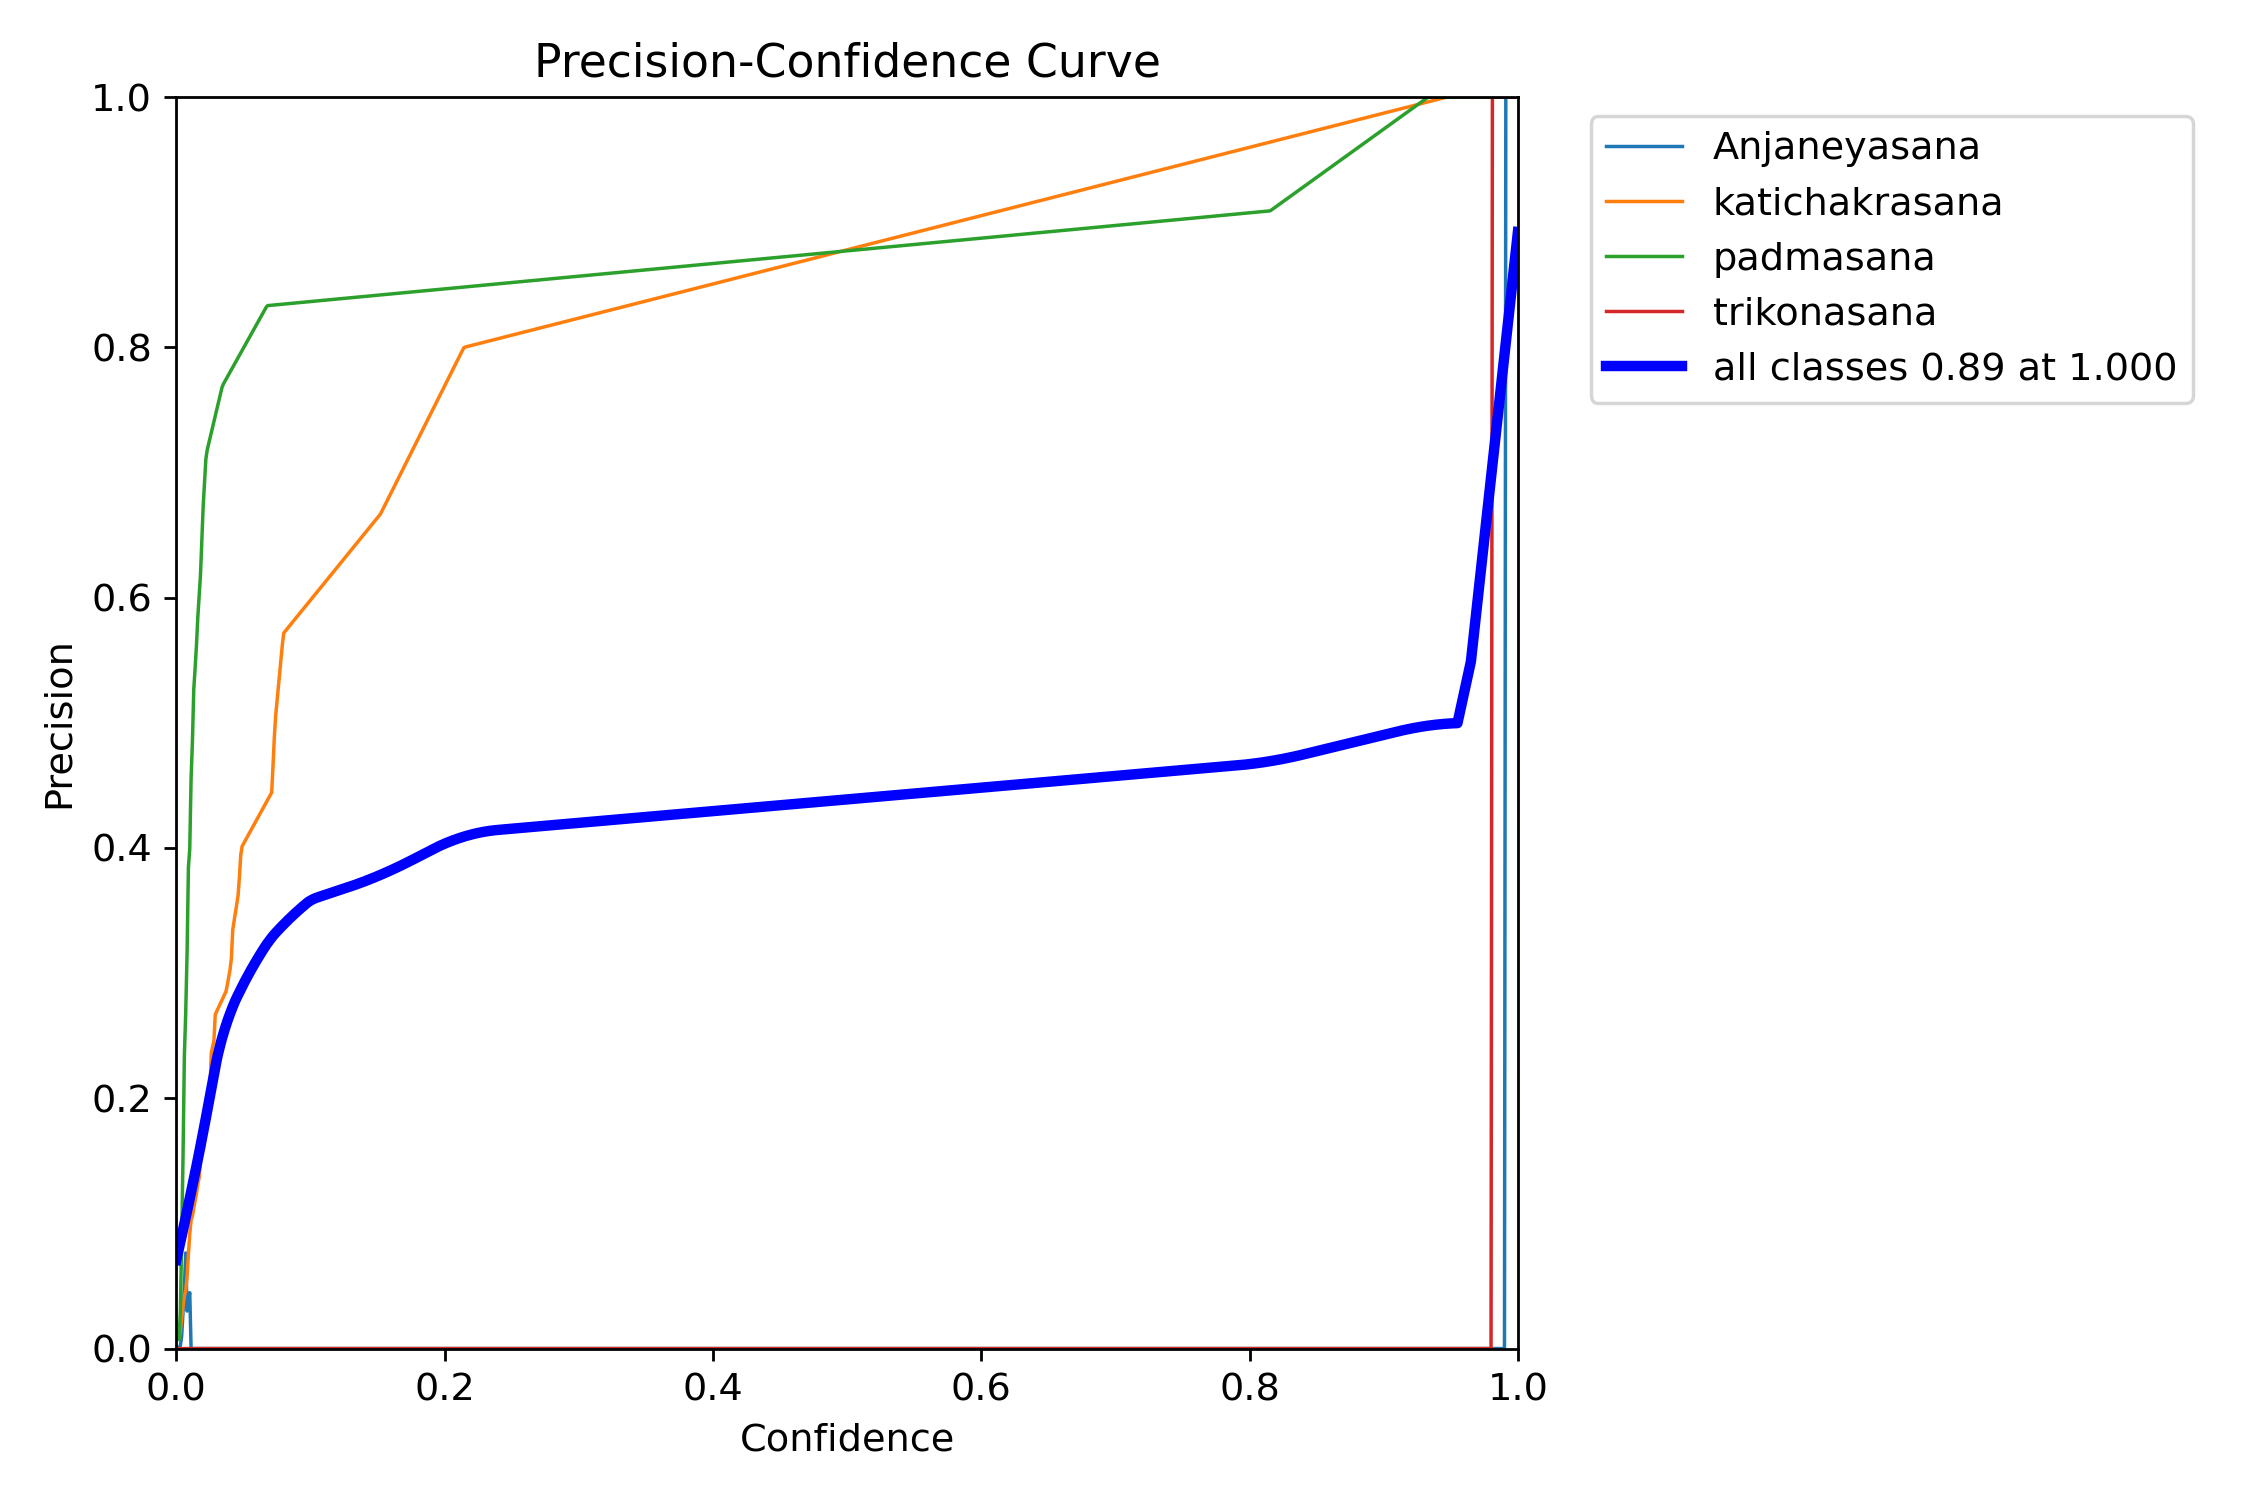 Precision-Confidence Curve
1.0
0.8
0.6
0.4
0.2
0.0
Precision
0.0 0.2 0.4 0.6 0.8 1.0
Confidence
Anjaneyasana
katichakrasana
padmasana
trikonasana
all classes 0.89 at 1.000